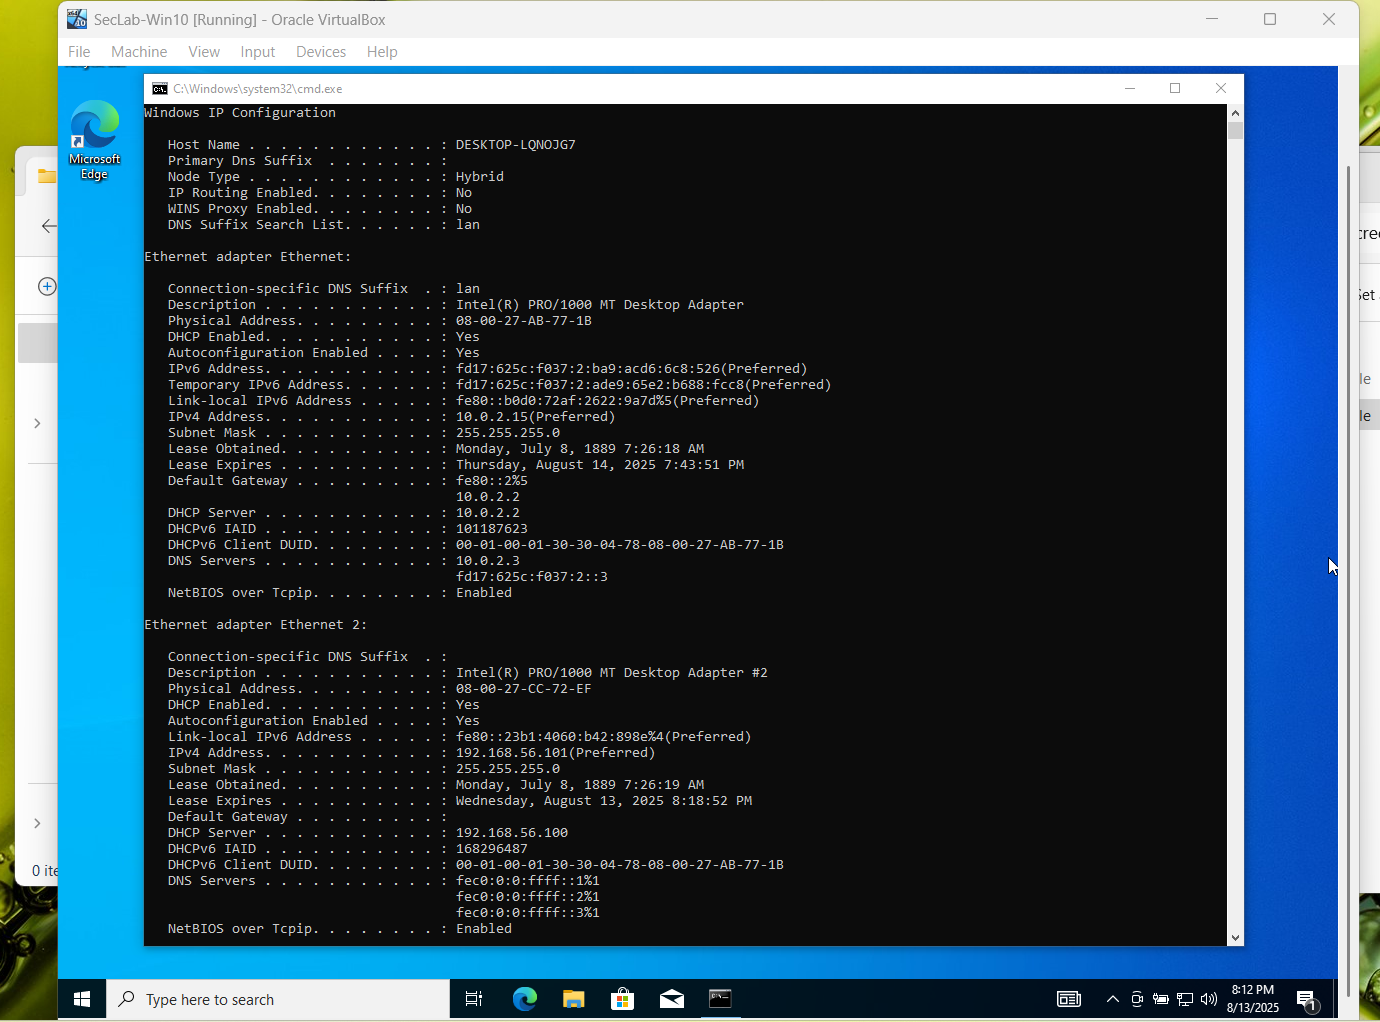 SecLab-Win10 [Running] - Oracle VirtualBox
File Machine View Input Devices Help
C:\Windows\system32\cmd.exe
Microsoft
Edge
Windows IP Configuration
Host Name . . . . . . . . . . . . : DESKTOP-LQNOJG7
Primary Dns Suffix . . . . . . . :
Node Type . . . . . . . . . . . . : Hybrid
IP Routing Enabled. . . . . . . . : No
WINS Proxy Enabled. . . . . . . . : No
DNS Suffix Search List. . . . . . : lan
Ethernet adapter Ethernet:
Connection-specific DNS Suffix . : lan
Description . . . . . . . . . . . : Intel(R) PRO/1000 MT Desktop Adapter
Physical Address. . . . . . . . . : 08-00-27-AB-77-1B
DHCP Enabled. . . . . . . . . . . : Yes
Autoconfiguration Enabled . . . . : Yes
IPv6 Address. . . . . . . . . . . : fd17:625c:f037:2:ba9:acd6:6c8:526(Preferred)
Temporary IPv6 Address. . . . . . : fd17:625c:f037:2:ade9:65e2:b688:fcc8(Preferred)
Link-local IPv6 Address . . . . . : fe80::b0d0:72af:2622:9a7d%5(Preferred)
IPv4 Address. . . . . . . . . . . : 10.0.2.15(Preferred)
Subnet Mask . . . . . . . . . . . : 255.255.255.0
Lease Obtained. . . . . . . . . . : Monday, July 8, 1889 7:26:18 AM
Lease Expires . . . . . . . . . . : Thursday, August 14, 2025 7:43:51 PM
Default Gateway . . . . . . . . . : fe80::2%5
10.0.2.2
DHCP Server . . . . . . . . . . . : 10.0.2.2
DHCPv6 IAID . . . . . . . . . . . : 101187623
DHCPv6 Client DUID. . . . . . . . : 00-01-00-01-30-30-04-78-08-00-27-AB-77-1B
DNS Servers . . . . . . . . . . . : 10.0.2.3
fd17:625c:f037:2::3
NetBIOS over Tcpip. . . . . . . . : Enabled
Ethernet adapter Ethernet 2:
Connection-specific DNS Suffix . :
Description . . . . . . . . . . . : Intel(R) PRO/1000 MT Desktop Adapter #2
Physical Address. . . . . . . . . : 08-00-27-CC-72-EF
DHCP Enabled. . . . . . . . . . . : Yes
Autoconfiguration Enabled . . . . : Yes
Link-local IPv6 Address . . . . . : fe80::23b1:4060:b42:898e%4(Preferred)
IPv4 Address. . . . . . . . . . . : 192.168.56.101(Preferred)
Subnet Mask . . . . . . . . . . . : 255.255.255.0
Lease Obtained. . . . . . . . . . : Monday, July 8, 1889 7:26:19 AM
Lease Expires . . . . . . . . . . : Wednesday, August 13, 2025 8:18:52 PM
Default Gateway . . . . . . . . . :
DHCP Server . . . . . . . . . . . : 192.168.56.100
DHCPv6 IAID . . . . . . . . . . . : 168296487
DHCPv6 Client DUID. . . . . . . . : 00-01-00-01-30-30-04-78-08-00-27-AB-77-1B
DNS Servers . . . . . . . . . . . : fec0:0:0:ffff::1%1
fec0:0:0:ffff::2%1
fec0:0:0:ffff::3%1
NetBIOS over Tcpip. . . . . . . . : Enabled
0 ite
Type here to search
8:12 PM
8/13/2025
1